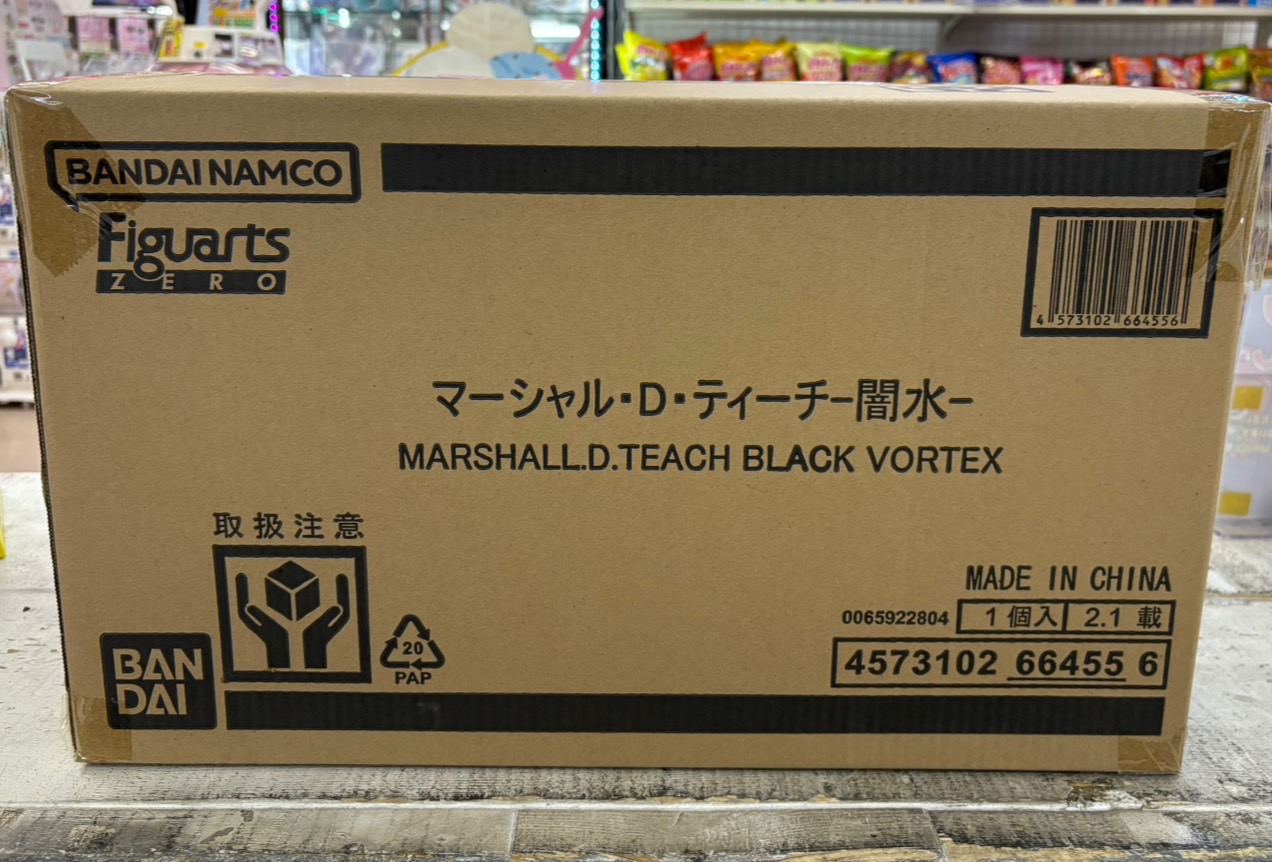 BANDAI NAMCO
Figuarts
ZERO
4 573102 664556
マーシャル・D・ティーチ-闇水-
MARSHALL.D.TEACH BLACK VORTEX
取扱注意
MADE IN CHINA
0065922804 1個入 2.1載
4573102 66455 6
20
PAP
BAN
DAI